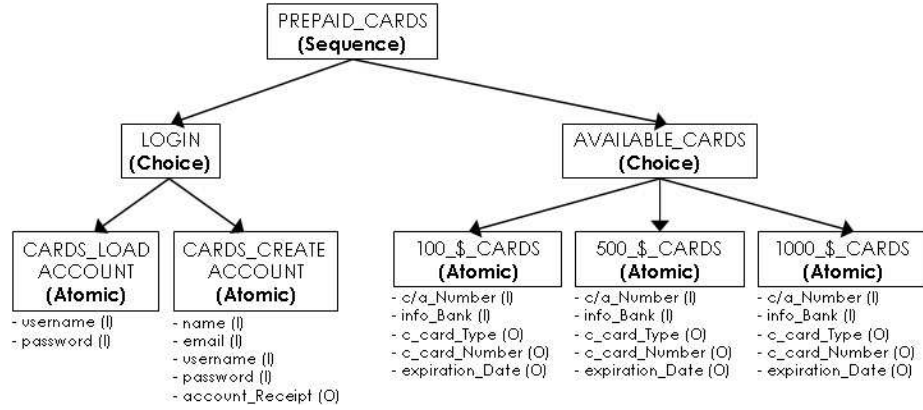 PREPAID_CARDS
(Sequence)
LOGIN
(Choice)
AVAILABLE_CARDS
(Choice)
CARDS_LOAD
ACCOUNT
(Atomic)
- username (I)
- password (I)
CARDS_CREATE
ACCOUNT
(Atomic)
- name (I)
- email (I)
- username (I)
- password (I)
- account_Receipt (O)
100_$_CARDS
(Atomic)
- c/a_Number (I)
- info_Bank (I)
- c_card_Type (O)
- c_card_Number (O)
- expiration_Date (O)
500_$_CARDS
(Atomic)
- c/a_Number (I)
- info_Bank (I)
- c_card_Type (O)
- c_card_Number (O)
- expiration_Date (O)
1000_$_CARDS
(Atomic)
- c/a_Number (I)
- info_Bank (I)
- c_card_Type (O)
- c_card_Number (O)
- expiration_Date (O)